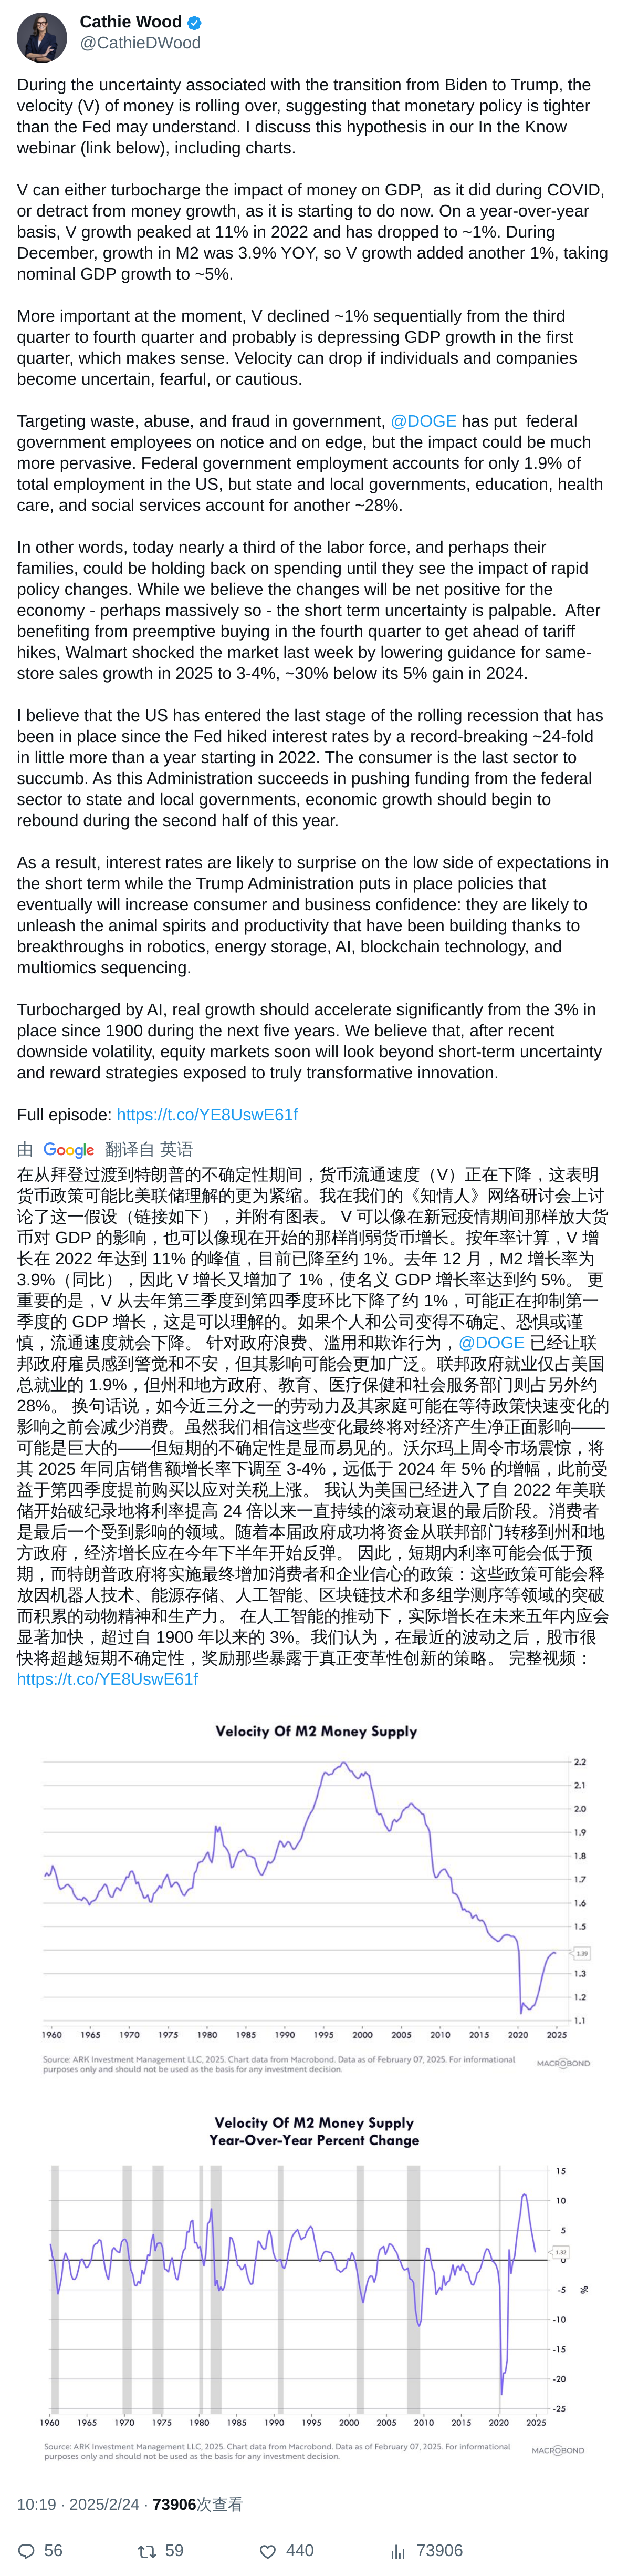 Cathie Wood
@CathieDWood
During the uncertainty associated with the transition from Biden to Trump, the
velocity (V) of money is rolling over, suggesting that monetary policy is tighter
than the Fed may understand. I discuss this hypothesis in our In the Know
webinar (link below), including charts.
V can either turbocharge the impact of money on GDP,  as it did during COVID,
or detract from money growth, as it is starting to do now. On a year-over-year
basis, V growth peaked at 11% in 2022 and has dropped to ~1%. During
December, growth in M2 was 3.9% YOY, so V growth added another 1%, taking
nominal GDP growth to ~5%.
More important at the moment, V declined ~1% sequentially from the third
quarter to fourth quarter and probably is depressing GDP growth in the first
quarter, which makes sense. Velocity can drop if individuals and companies
become uncertain, fearful, or cautious.
Targeting waste, abuse, and fraud in government, @DOGE has put  federal
government employees on notice and on edge, but the impact could be much
more pervasive. Federal government employment accounts for only 1.9% of
total employment in the US, but state and local governments, education, health
care, and social services account for another ~28%.
In other words, today nearly a third of the labor force, and perhaps their
families, could be holding back on spending until they see the impact of rapid
policy changes. While we believe the changes will be net positive for the
economy - perhaps massively so - the short term uncertainty is palpable.  After
benefiting from preemptive buying in the fourth quarter to get ahead of tariff
hikes, Walmart shocked the market last week by lowering guidance for same-
store sales growth in 2025 to 3-4%, ~30% below its 5% gain in 2024.
I believe that the US has entered the last stage of the rolling recession that has
been in place since the Fed hiked interest rates by a record-breaking ~24-fold
in little more than a year starting in 2022. The consumer is the last sector to
succumb. As this Administration succeeds in pushing funding from the federal
sector to state and local governments, economic growth should begin to
rebound during the second half of this year.
As a result, interest rates are likely to surprise on the low side of expectations in
the short term while the Trump Administration puts in place policies that
eventually will increase consumer and business confidence: they are likely to
unleash the animal spirits and productivity that have been building thanks to
breakthroughs in robotics, energy storage, AI, blockchain technology, and
multiomics sequencing.
Turbocharged by AI, real growth should accelerate significantly from the 3% in
place since 1900 during the next five years. We believe that, after recent
downside volatility, equity markets soon will look beyond short-term uncertainty
and reward strategies exposed to truly transformative innovation.
Full episode: https://t.co/YE8UswE61f
由 Google 翻译自 英语
在从拜登过渡到特朗普的不确定性期间，货币流通速度（V）正在下降，这表明
货币政策可能比美联储理解的更为紧缩。我在我们的《知情人》网络研讨会上讨
论了这一假设（链接如下），并附有图表。 V 可以像在新冠疫情期间那样放大货
币对 GDP 的影响，也可以像现在开始的那样削弱货币增长。按年率计算，V 增
长在 2022 年达到 11% 的峰值，目前已降至约 1%。去年 12 月，M2 增长率为
3.9%（同比），因此 V 增长又增加了 1%，使名义 GDP 增长率达到约 5%。 更
重要的是，V 从去年第三季度到第四季度环比下降了约 1%，可能正在抑制第一
季度的 GDP 增长，这是可以理解的。如果个人和公司变得不确定、恐惧或谨
慎，流通速度就会下降。 针对政府浪费、滥用和欺诈行为，@DOGE 已经让联
邦政府雇员感到警觉和不安，但其影响可能会更加广泛。联邦政府就业仅占美国
总就业的 1.9%，但州和地方政府、教育、医疗保健和社会服务部门则占另外约
28%。 换句话说，如今近三分之一的劳动力及其家庭可能在等待政策快速变化的
影响之前会减少消费。虽然我们相信这些变化最终将对经济产生净正面影响——
可能是巨大的——但短期的不确定性是显而易见的。沃尔玛上周令市场震惊，将
其 2025 年同店销售额增长率下调至 3-4%，远低于 2024 年 5% 的增幅，此前受
益于第四季度提前购买以应对关税上涨。 我认为美国已经进入了自 2022 年美联
储开始破纪录地将利率提高 24 倍以来一直持续的滚动衰退的最后阶段。消费者
是最后一个受到影响的领域。随着本届政府成功将资金从联邦部门转移到州和地
方政府，经济增长应在今年下半年开始反弹。 因此，短期内利率可能会低于预
期，而特朗普政府将实施最终增加消费者和企业信心的政策：这些政策可能会释
放因机器人技术、能源存储、人工智能、区块链技术和多组学测序等领域的突破
而积累的动物精神和生产力。 在人工智能的推动下，实际增长在未来五年内应会
显著加快，超过自 1900 年以来的 3%。我们认为，在最近的波动之后，股市很
快将超越短期不确定性，奖励那些暴露于真正变革性创新的策略。 完整视频：
https://t.co/YE8UswE61f
Velocity Of M2 Money Supply
2.2
2.1
2.0
1.9
1.8
1.7
1.6
1.5
1.39
1.3
1.2
1.1
1960 1965 1970 1975 1980 1985 1990 1995 2000 2005 2010 2015 2020 2025
Source: ARK Investment Management LLC, 2025. Chart data from Macrobond. Data as of February 07, 2025. For informational
purposes only and should not be used as the basis for any investment decision.
MACROBOND
Velocity Of M2 Money Supply
Year-Over-Year Percent Change
15
10
5
1.32
0
-5
%
-10
-15
-20
-25
1960 1965 1970 1975 1980 1985 1990 1995 2000 2005 2010 2015 2020 2025
Source: ARK Investment Management LLC, 2025. Chart data from Macrobond. Data as of February 07, 2025. For informational
purposes only and should not be used as the basis for any investment decision.
MACROBOND
10:19 · 2025/2/24 · 73906次查看
56 59 440 73906